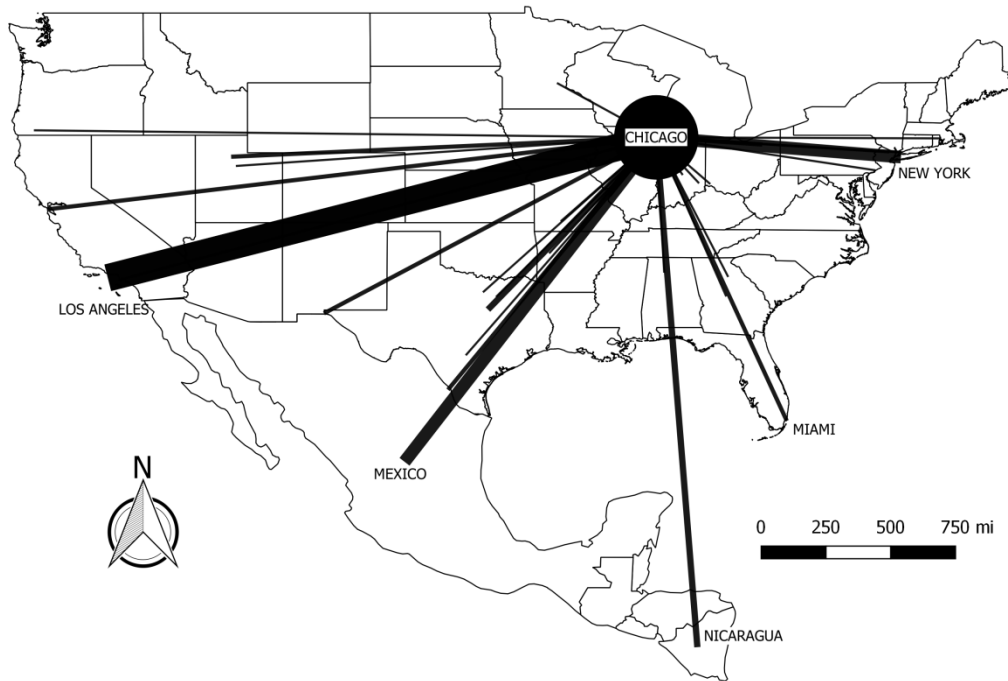 CHICAGO
NEW YORK
LOS ANGELES
MIAMI
MEXICO
N
0 250 500 750 mi
NICARAGUA